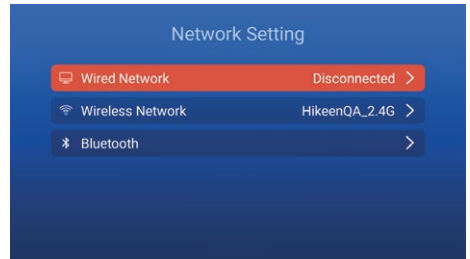 Network Setting
Wired Network Disconnected
Wireless Network HikeenQA_2.4G
Bluetooth